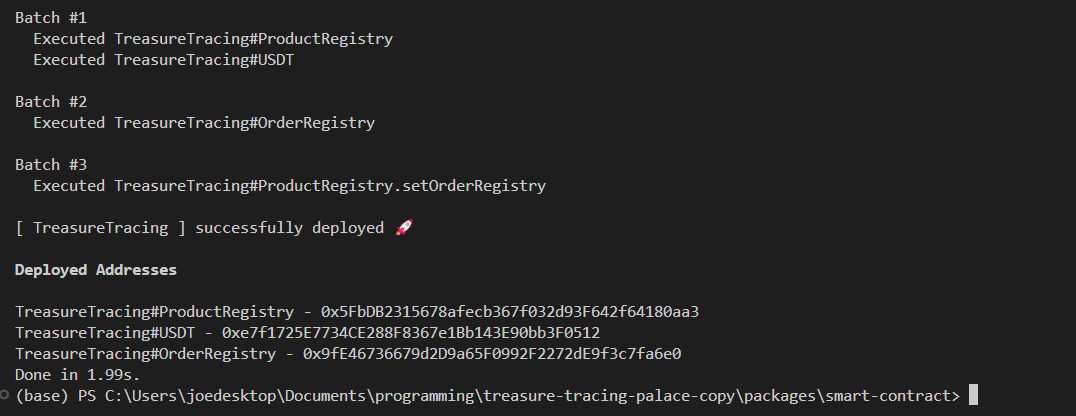 Batch #1
Executed TreasureTracing#ProductRegistry
Executed TreasureTracing#USDT
Batch #2
Executed TreasureTracing#OrderRegistry
Batch #3
Executed TreasureTracing#ProductRegistry.setOrderRegistry
[ TreasureTracing ] successfully deployed 🚀
Deployed Addresses
TreasureTracing#ProductRegistry - 0x5FbDB2315678afecb367f032d93F642f64180aa3
TreasureTracing#USDT - 0xe7f1725E7734CE288F8367e1Bb143E90bb3F0512
TreasureTracing#OrderRegistry - 0x9fE46736679d2D9a65F0992F2272dE9f3c7fa6e0
Done in 1.99s.
(base) PS C:\Users\joedesktop\Documents\programming\treasure-tracing-palace-copy\packages\smart-contract>